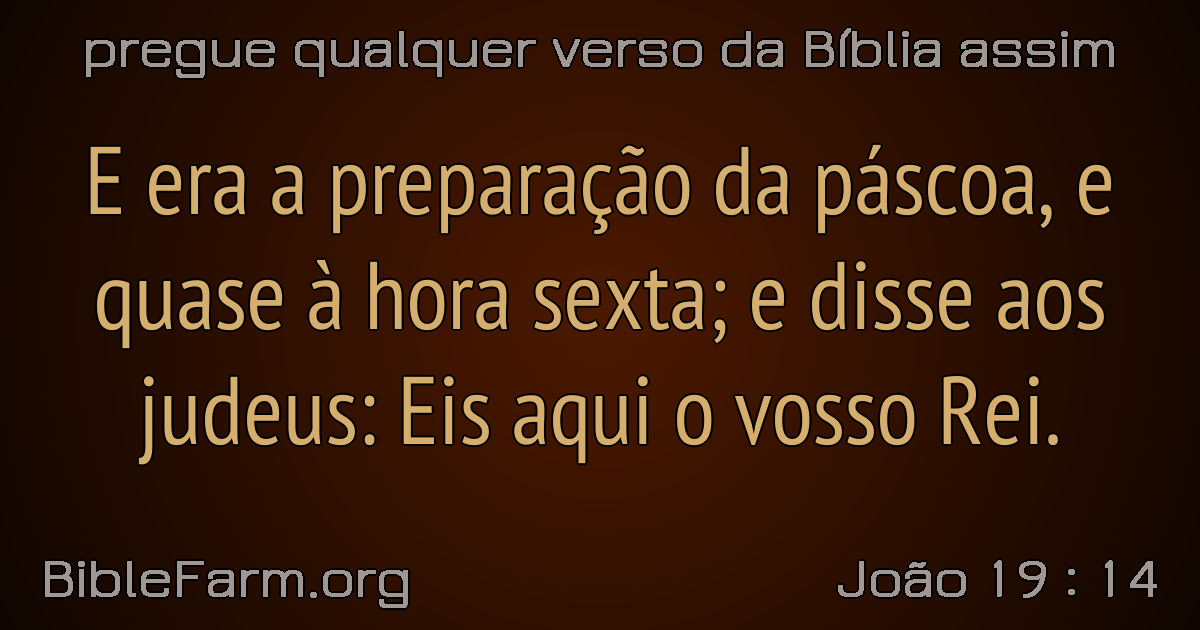 pregue qualquer verso da Bíblia assim
E era a preparação da páscoa, e
quase à hora sexta; e disse aos
judeus: Eis aqui o vosso Rei.
BibleFarm.org
João 19 : 14